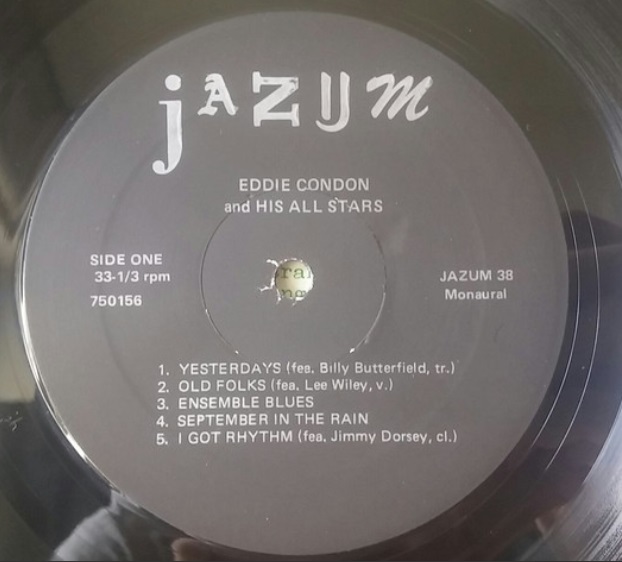 jAZUM
EDDIE CONDON
and HIS ALL STARS
SIDE ONE
33-1/3 rpm
750156
JAZUM 38
Monaural
1. YESTERDAYS (fea. Billy Butterfield, tr.)
2. OLD FOLKS (fea. Lee Wiley, v.)
3. ENSEMBLE BLUES
4. SEPTEMBER IN THE RAIN
5. I GOT RHYTHM (fea. Jimmy Dorsey, cl.)